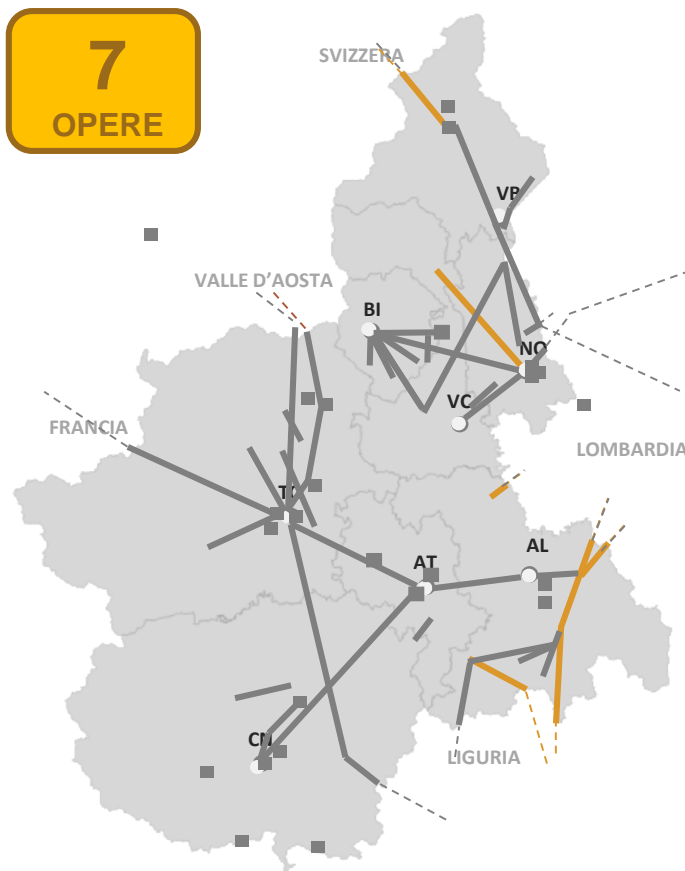 7
OPERE
SVIZZERA
VB
VALLE D'AOSTA
BI
NO
VC
FRANCIA
LOMBARDIA
TO
AL
AT
CN
LIGURIA